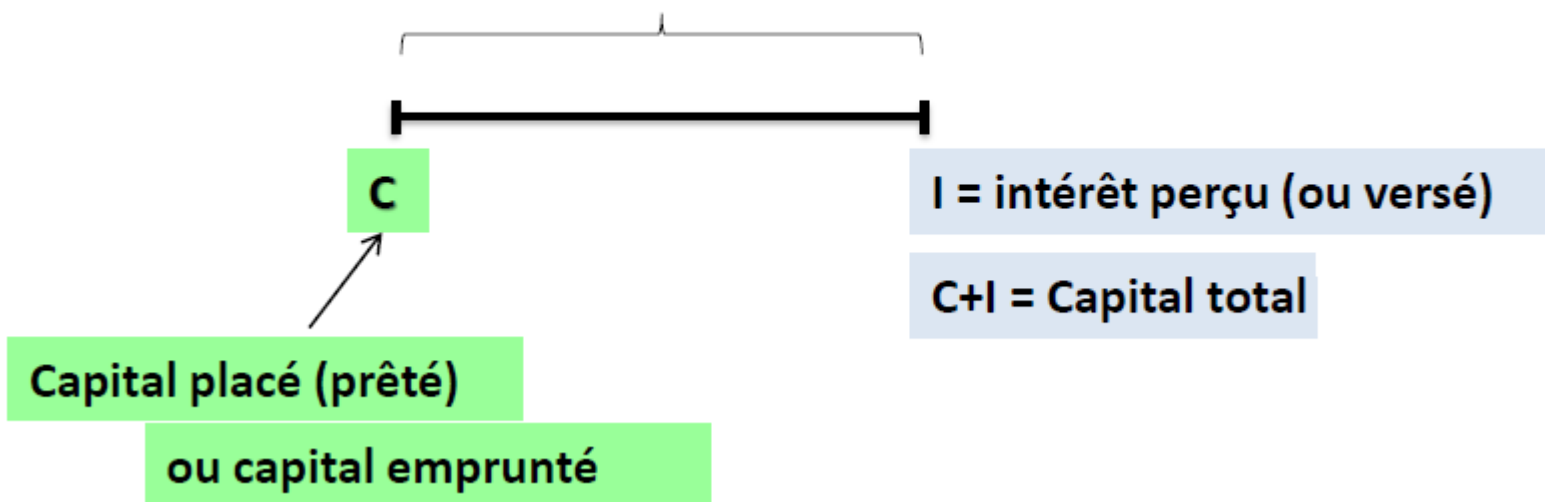 C
I = intérêt perçu (ou versé)
C+I = Capital total
Capital placé (prêté)
ou capital emprunté